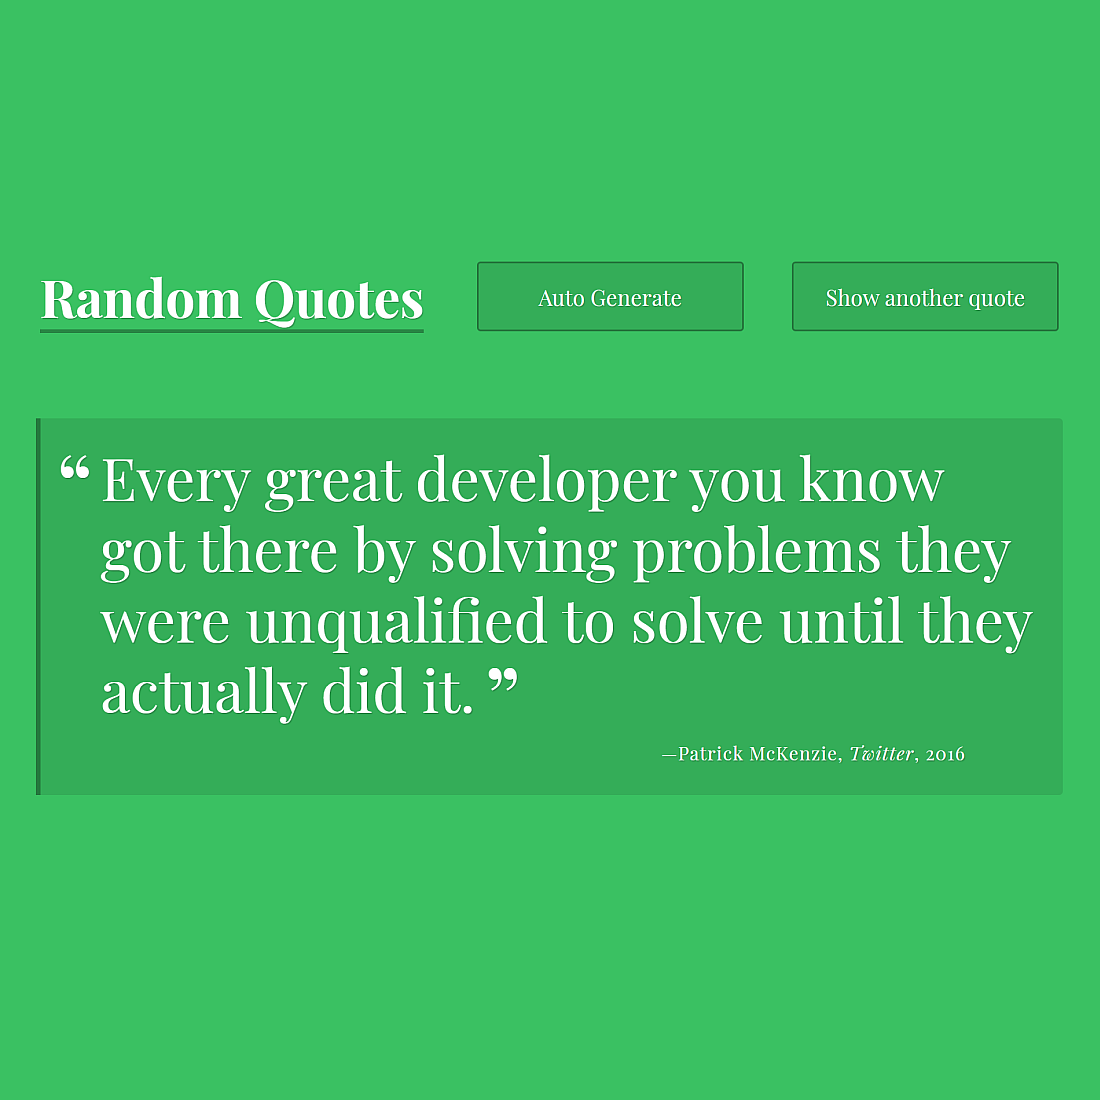 Random Quotes
Auto Generate
Show another quote
“ Every great developer you know
got there by solving problems they
were unqualified to solve until they
actually did it. ”
—Patrick McKenzie, Twitter, 2016